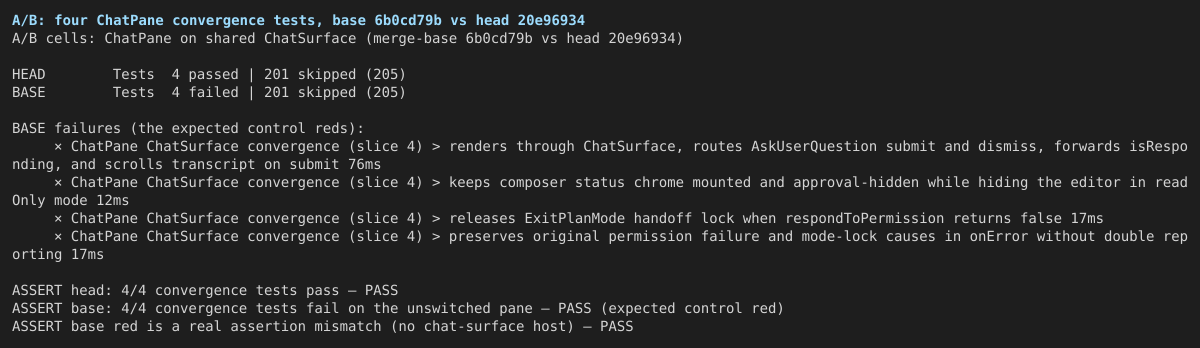 A/B: four ChatPane convergence tests, base 6b0cd79b vs head 20e96934
A/B cells: ChatPane on shared ChatSurface (merge-base 6b0cd79b vs head 20e96934)
HEAD        Tests  4 passed | 201 skipped (205)
BASE        Tests  4 failed | 201 skipped (205)
BASE failures (the expected control reds):
     × ChatPane ChatSurface convergence (slice 4) > renders through ChatSurface, routes AskUserQuestion submit and dismiss, forwards isRespo
nding, and scrolls transcript on submit 76ms
     × ChatPane ChatSurface convergence (slice 4) > keeps composer status chrome mounted and approval-hidden while hiding the editor in read
Only mode 12ms
     × ChatPane ChatSurface convergence (slice 4) > releases ExitPlanMode handoff lock when respondToPermission returns false 17ms
     × ChatPane ChatSurface convergence (slice 4) > preserves original permission failure and mode-lock causes in onError without double rep
orting 17ms
ASSERT head: 4/4 convergence tests pass — PASS
ASSERT base: 4/4 convergence tests fail on the unswitched pane — PASS (expected control red)
ASSERT base red is a real assertion mismatch (no chat-surface host) — PASS